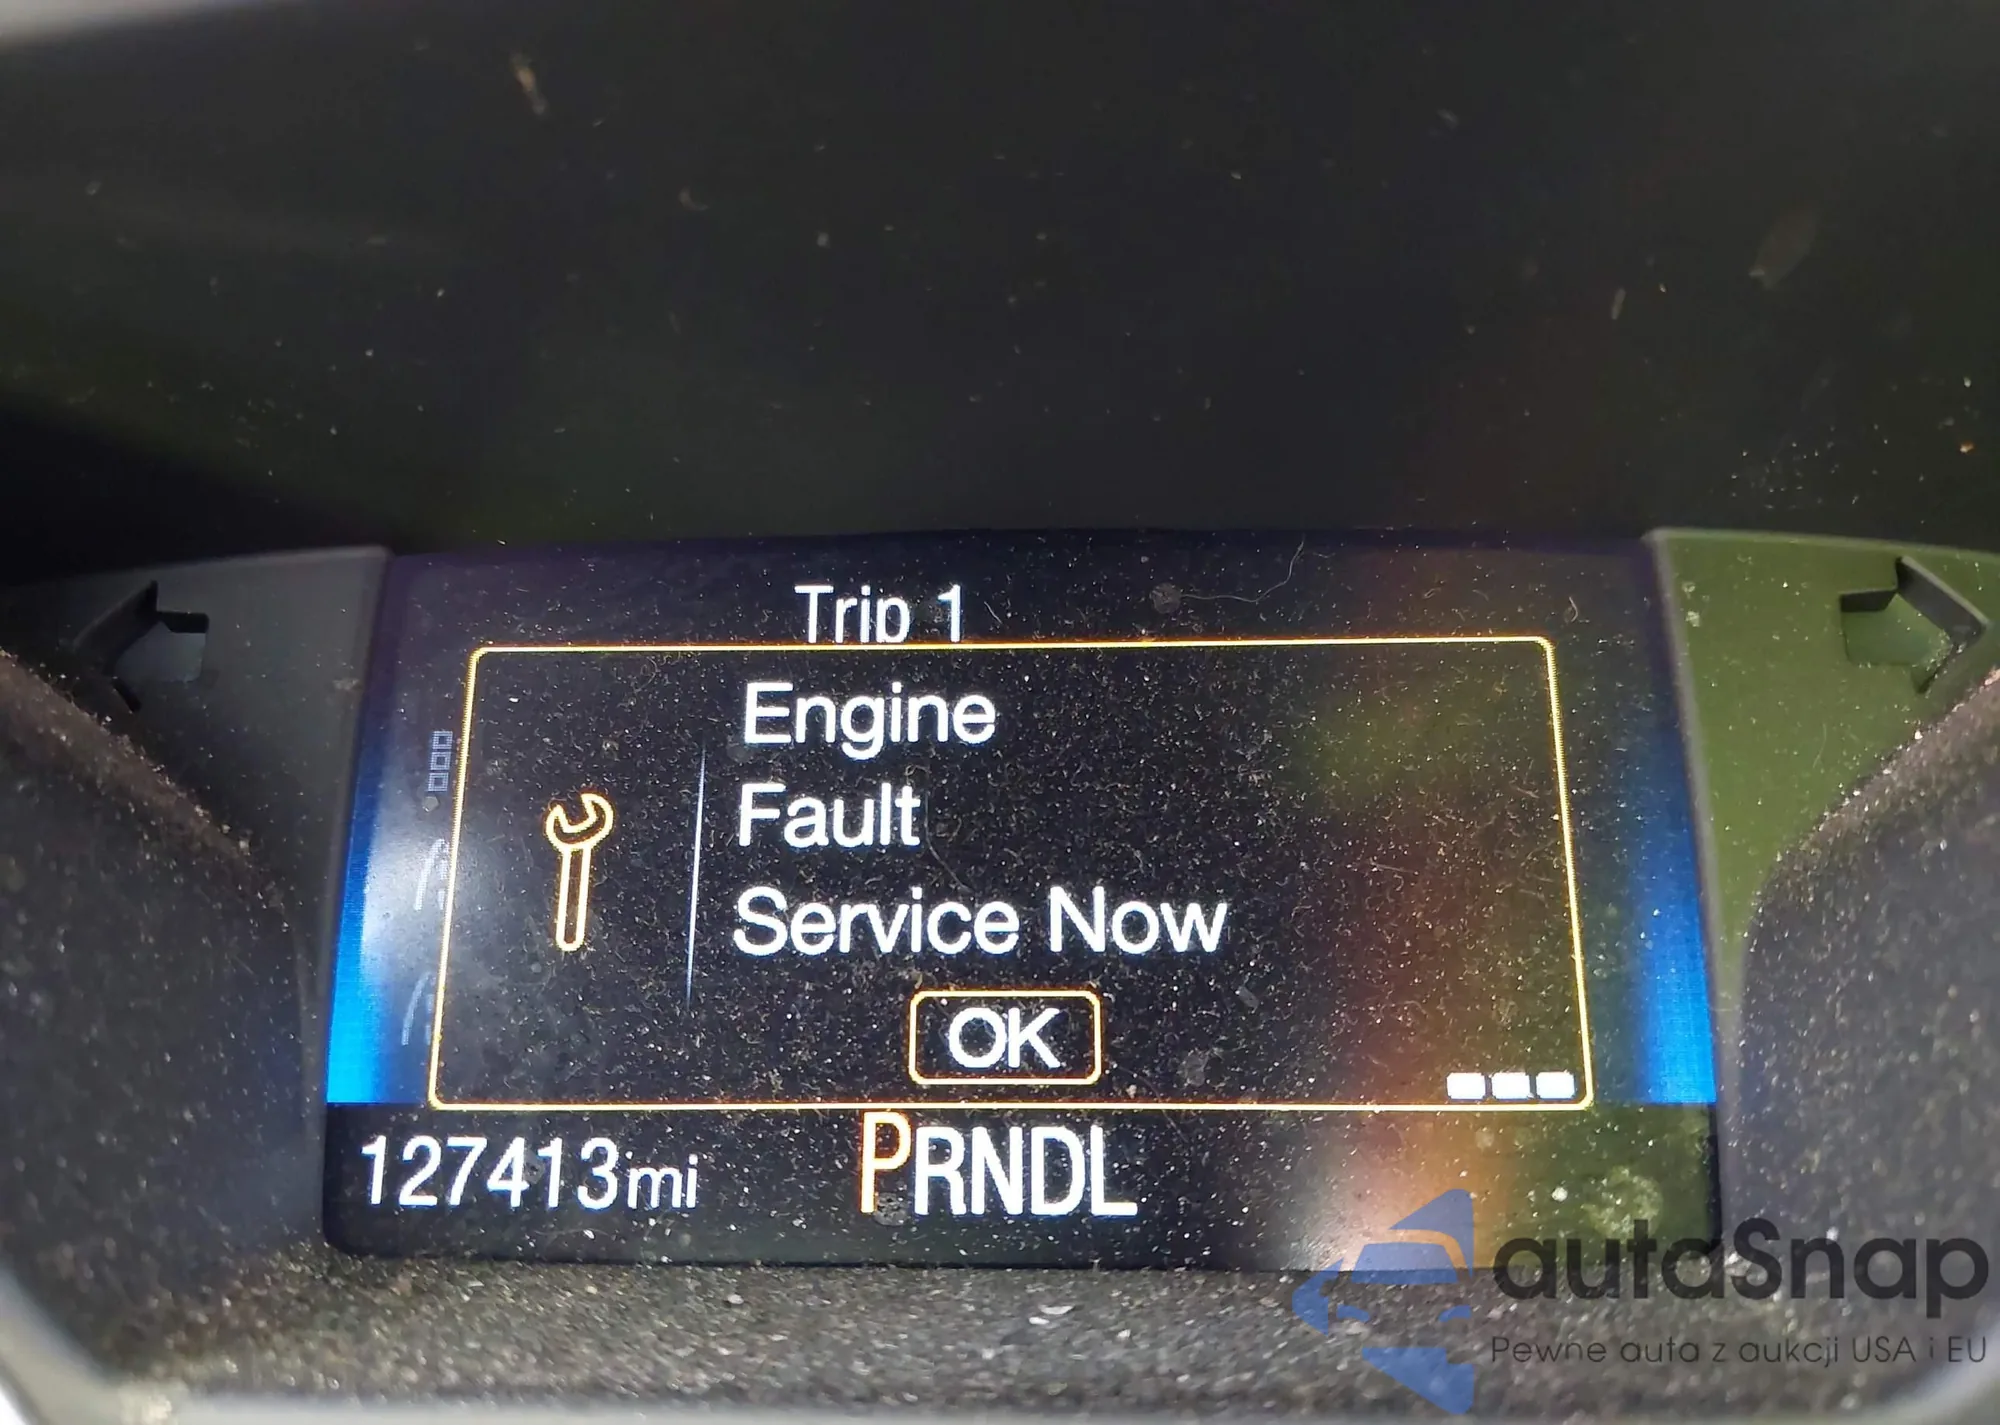 Trip 1
Engine
Fault
Service Now
OK
127413mi PRNDL
autaSnap
Pewne auta z aukcji USA i EU